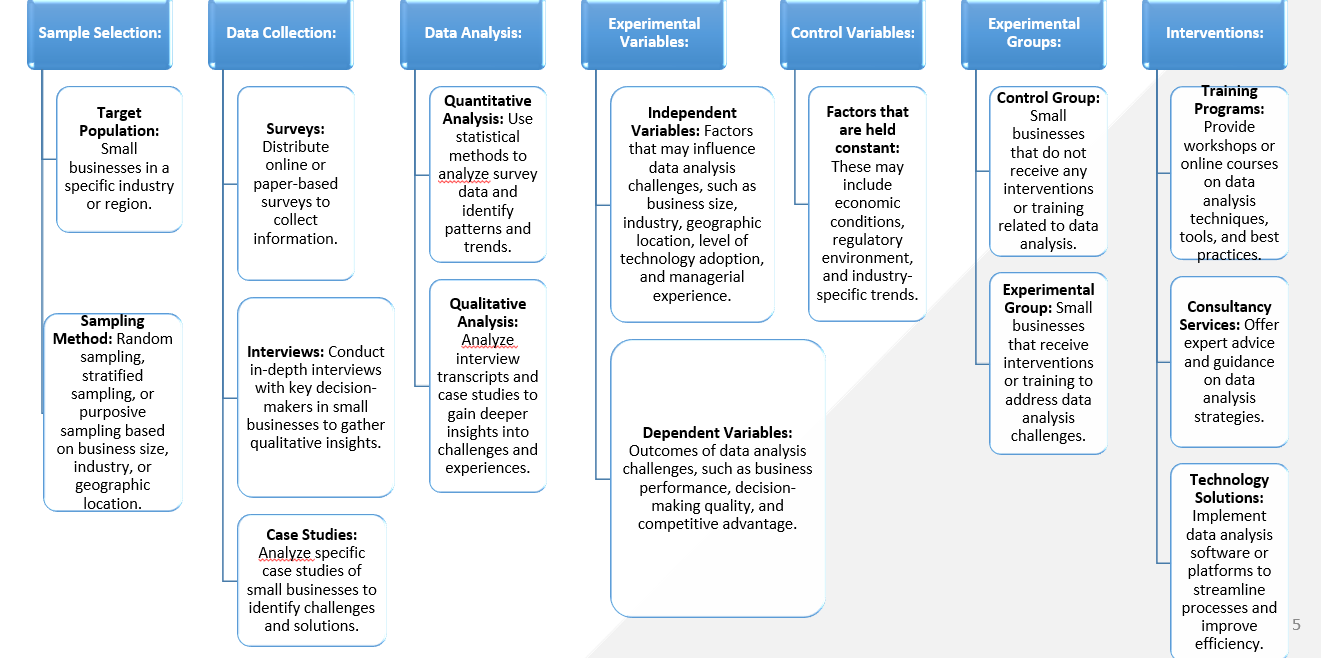 Sample Selection:
Target
Population:
Small
businesses in a
specific industry
or region.
Sampling
Method: Random
sampling,
stratified
sampling, or
purposive
sampling based
on business size,
industry, or
geographic
location.
Data Collection:
Surveys:
Distribute
online or
paper-based
surveys to
collect
information.
Interviews: Conduct
in-depth interviews
with key decision-
makers in small
businesses to gather
qualitative insights.
Case Studies:
Analyze specific
case studies of
small businesses to
identify challenges
and solutions.
Data Analysis:
Quantitative
Analysis: Use
statistical
methods to
analyze survey
data and
identify
patterns and
trends.
Qualitative
Analysis:
Analyze
interview
transcripts and
case studies to
gain deeper
insights into
challenges and
experiences.
Experimental
Variables:
Independent
Variables: Factors
that may influence
data analysis
challenges, such as
business size,
industry, geographic
location, level of
technology adoption,
and managerial
experience.
Dependent Variables:
Outcomes of data analysis
challenges, such as business
performance, decision-
making quality, and
competitive advantage.
Control Variables:
Factors that
are held
constant:
These may
include
economic
conditions,
regulatory
environment,
and industry-
specific trends.
Experimental
Groups:
Control Group:
Small
businesses
that do not
receive any
interventions
or training
related to data
analysis.
Experimental
Group: Small
businesses
that receive
interventions
or training to
address data
analysis
challenges.
Interventions:
Training
Programs:
Provide
workshops or
online courses
on data
analysis
techniques,
tools, and best
practices.
Consultancy
Services: Offer
expert advice
and guidance
on data
analysis
strategies.
Technology
Solutions:
Implement
data analysis
software or
platforms to
streamline
processes and
improve
efficiency.
5